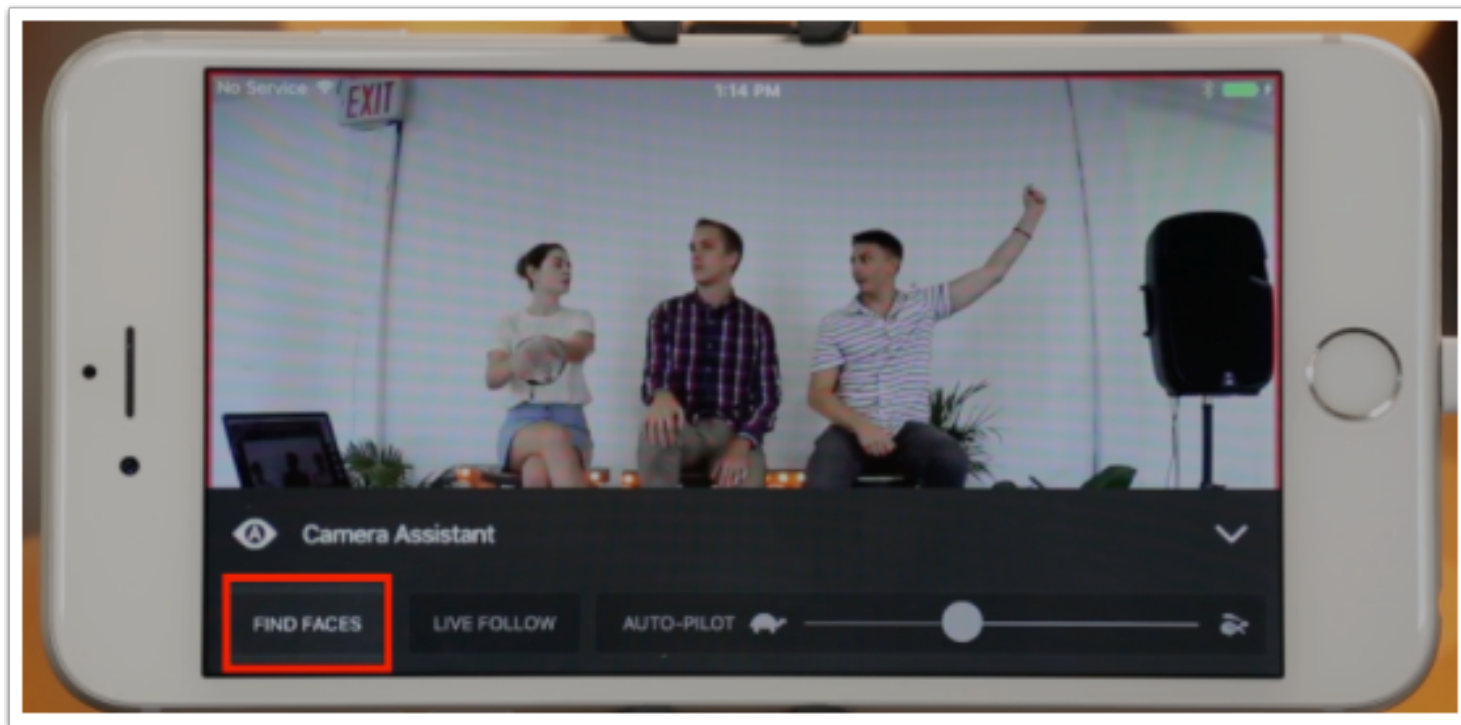 No Service
1:14 PM
EXIT
Camera Assistant
FIND FACES
LIVE FOLLOW
AUTO-PILOT